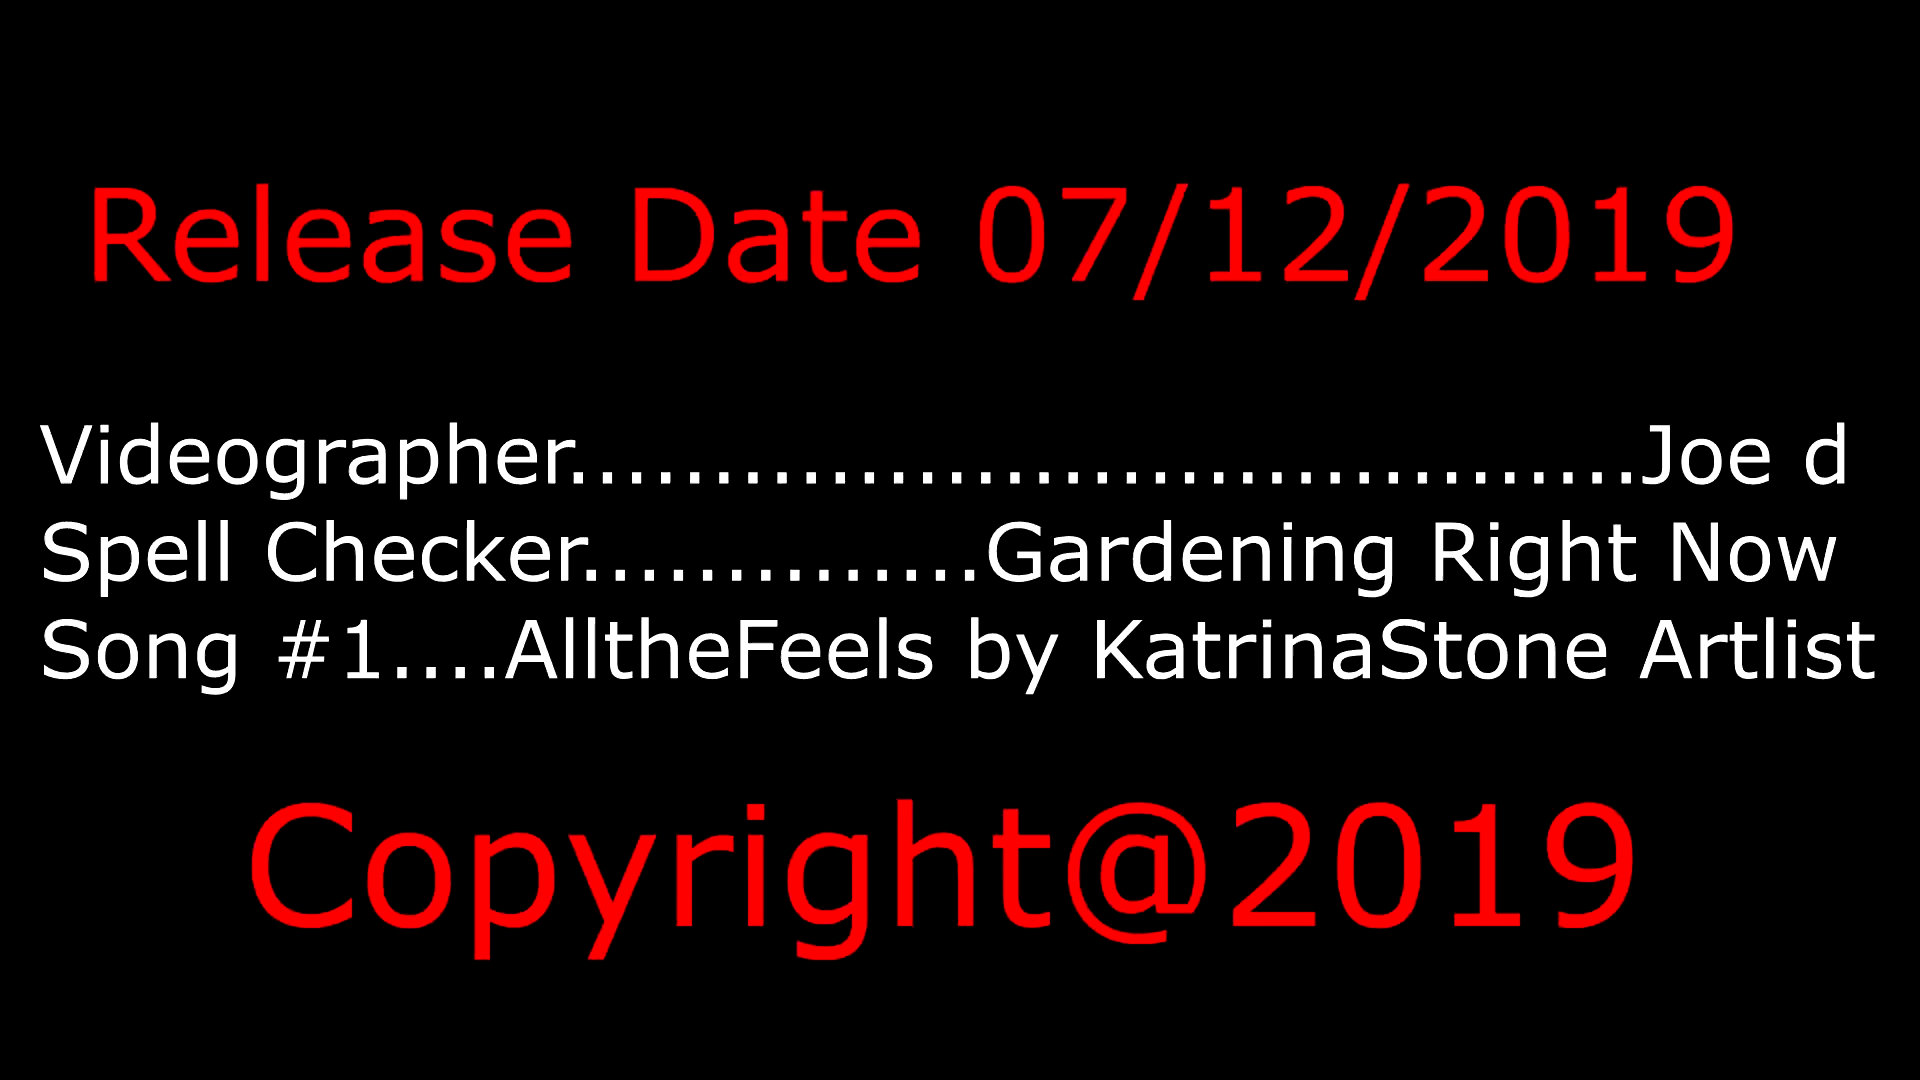 Release Date 07/12/2019
Videographer.....................................Joe d
Spell Checker..............Gardening Right Now
Song #1....AlltheFeels by KatrinaStone Artlist
Copyright@2019